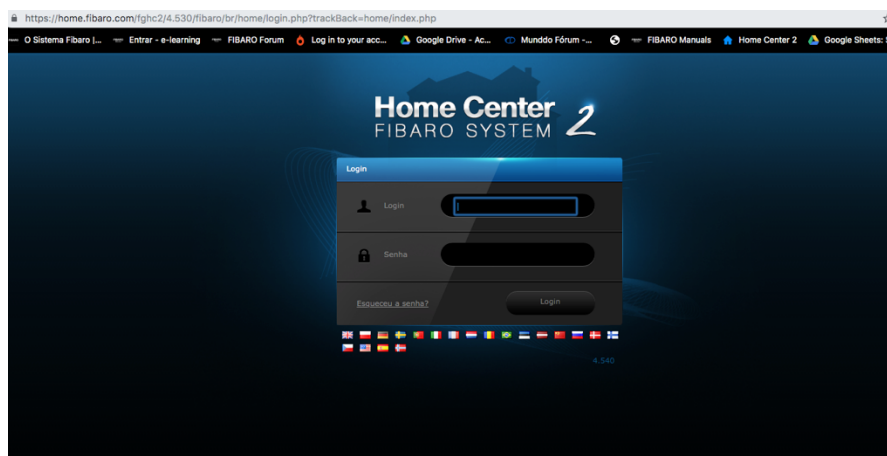 https://home.fibaro.com/fghc2/4.530/fibaro/br/home/login.php?trackBack=home/index.php
O Sistema Fibaro |... Entrar - e-learning FIBARO Forum Log in to your acc... Google Drive - Ac... Munddo Fórum -... FIBARO Manuals Home Center 2 Google Sheets:
Home Center 2
FIBARO SYSTEM
Login
Login
Senha
Esqueceu a senha? Login
4.540